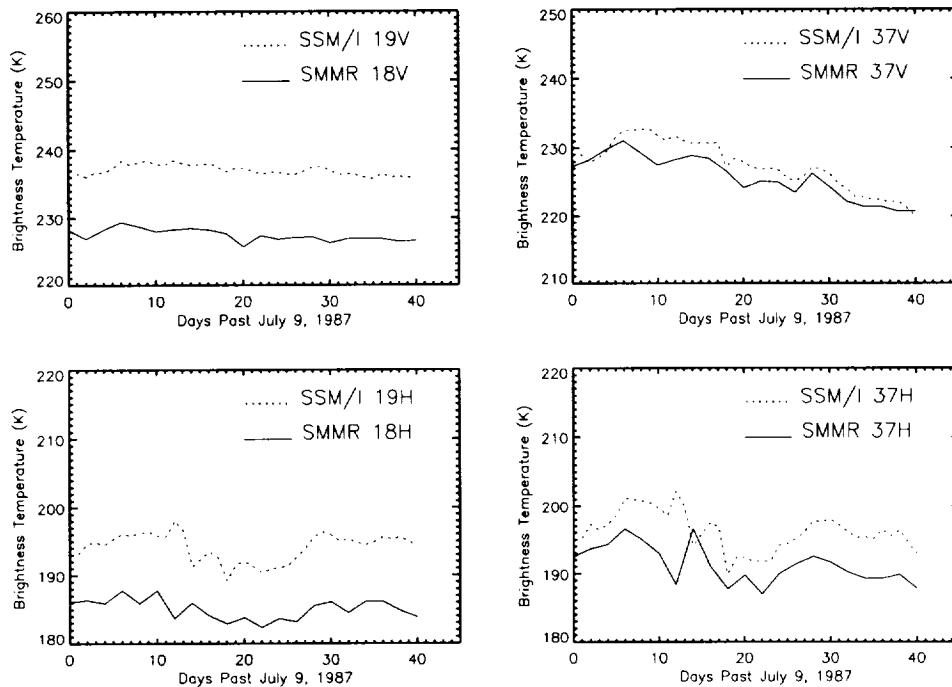 260
250
240
230
220
Brightness Temperature (K)
SSM/I 19V
SMMR 18V
0 10 20 30 40
Days Past July 9, 1987
250
240
230
220
210
Brightness Temperature (K)
SSM/I 37V
SMMR 37V
0 10 20 30 40
Days Past July 9, 1987
220
210
200
190
180
Brightness Temperature (K)
SSM/I 19H
SMMR 18H
0 10 20 30 40
Days Past July 9, 1987
220
210
200
190
180
Brightness Temperature (K)
SSM/I 37H
SMMR 37H
0 10 20 30 40
Days Past July 9, 1987